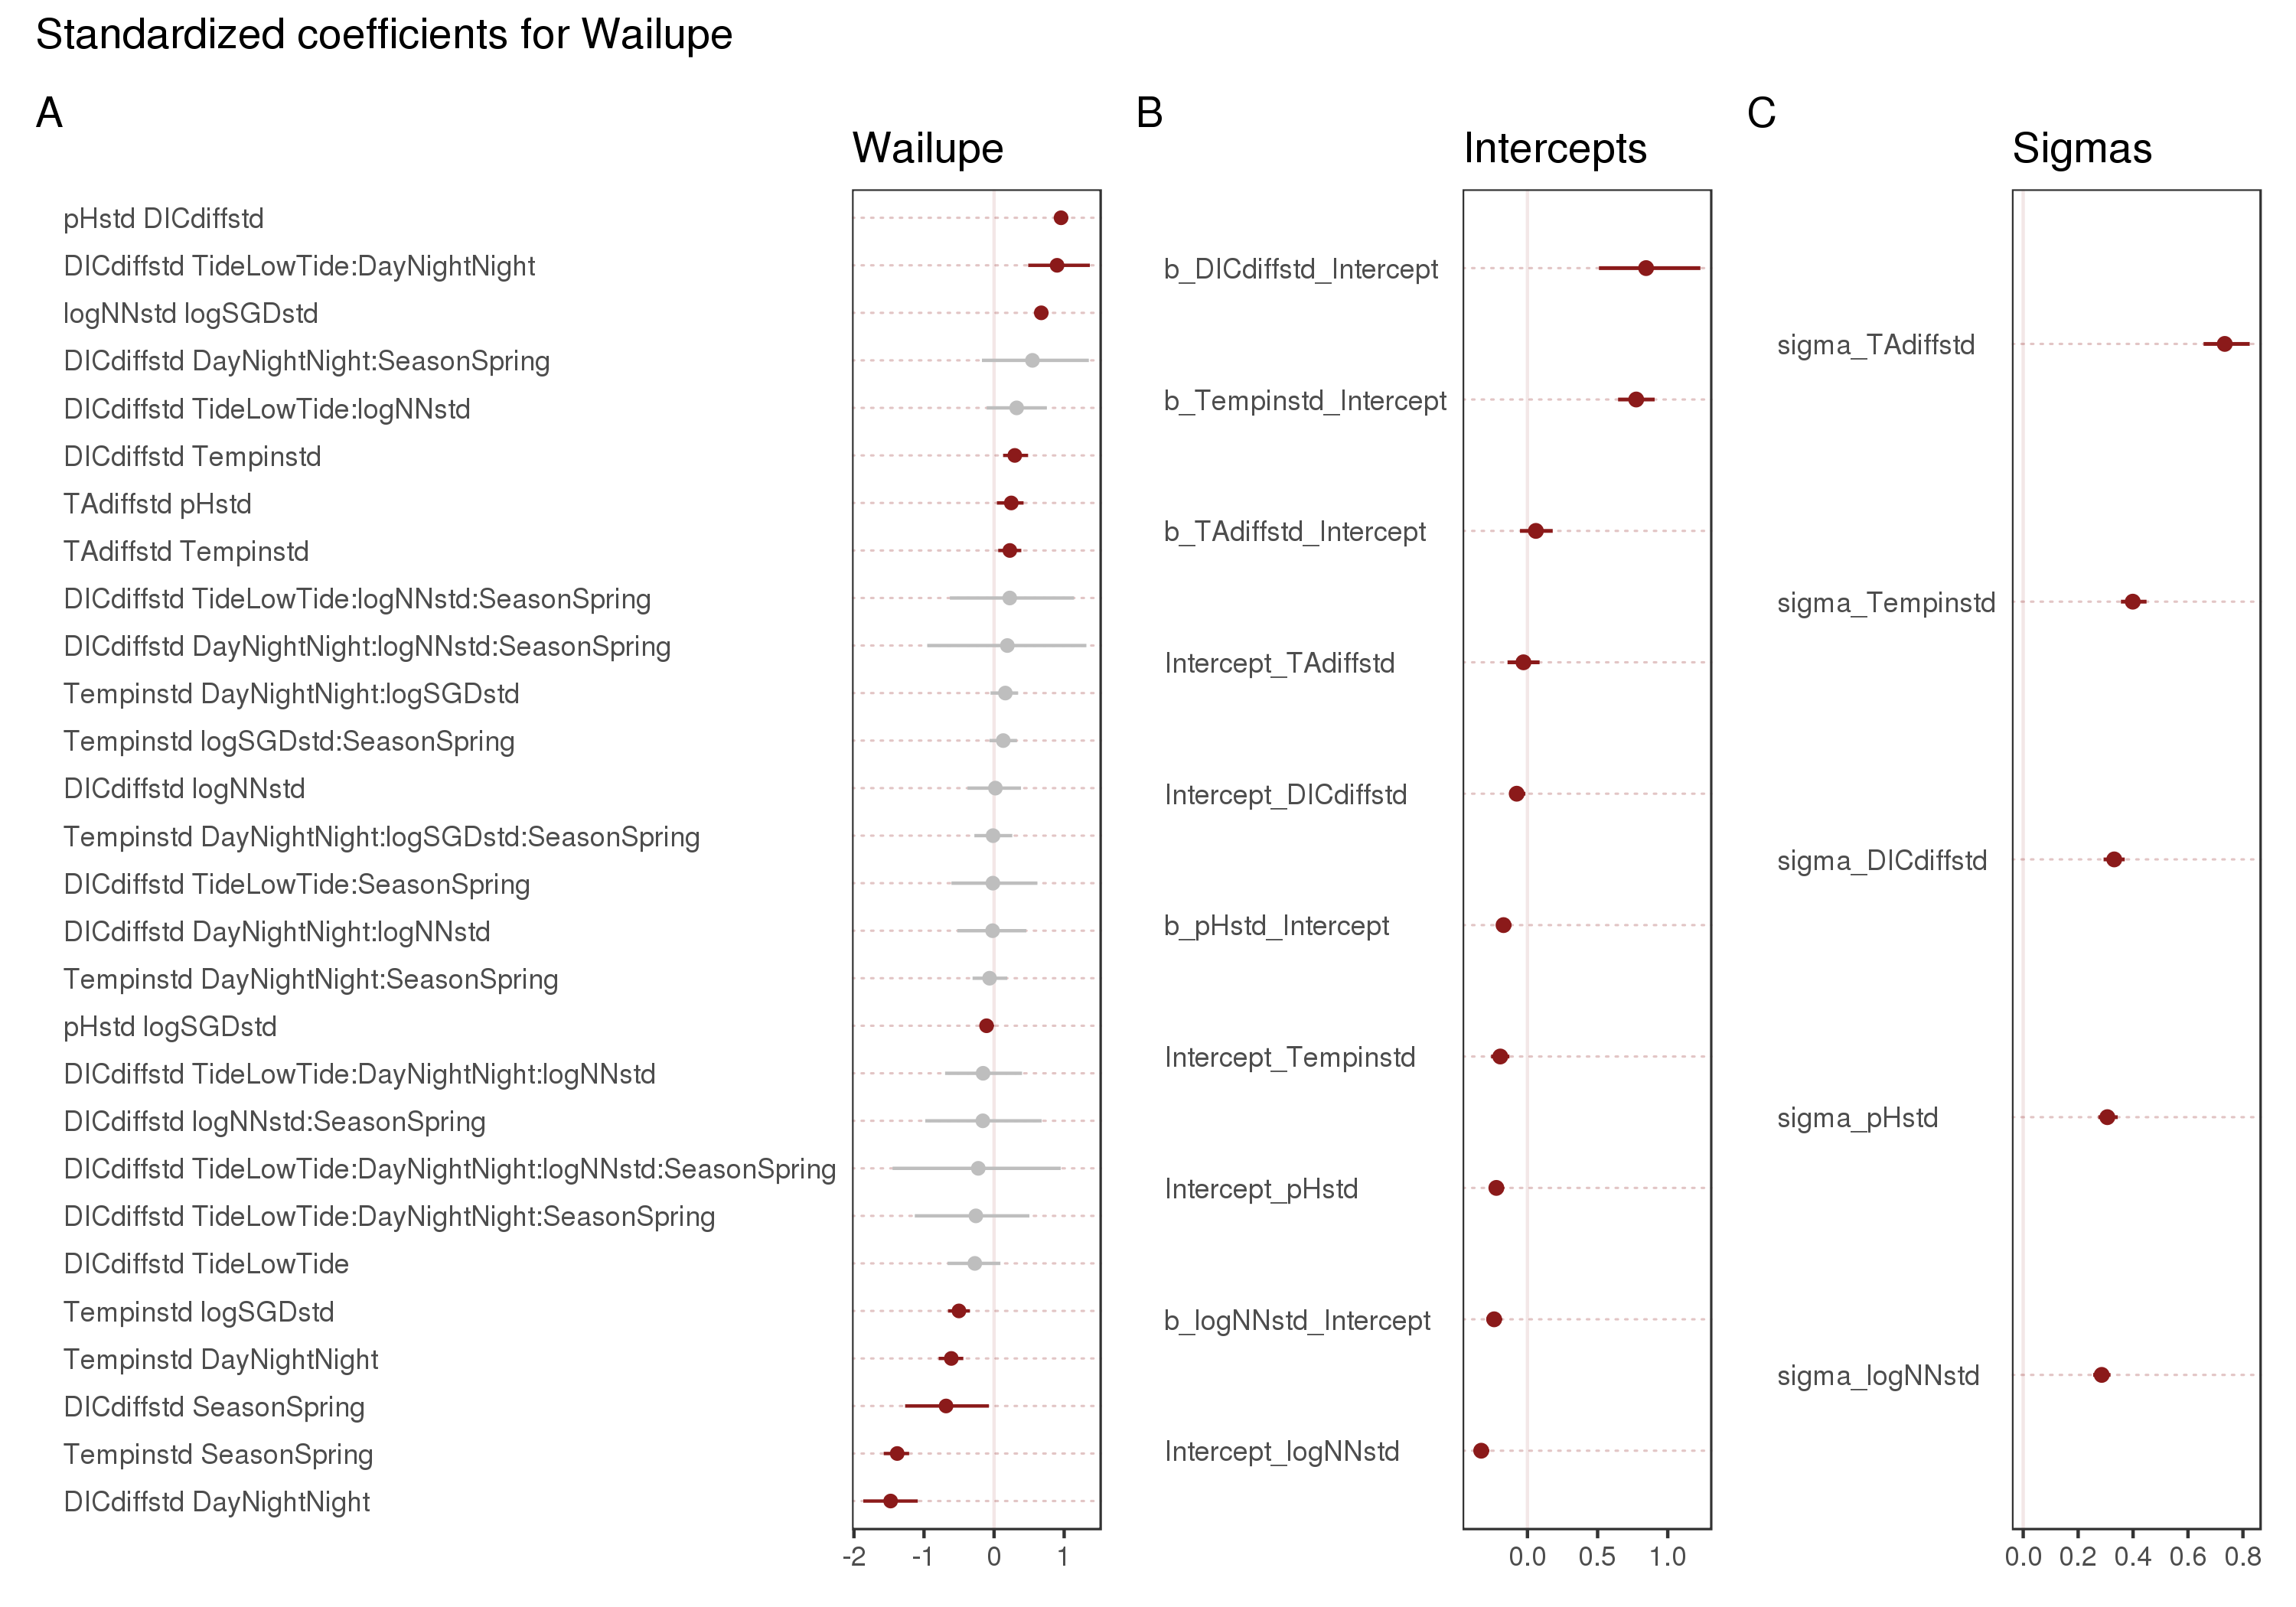 Standardized coefficients for Wailupe
A
Wailupe
pHstd DICdiffstd
DICdiffstd TideLowTide:DayNightNight
logNNstd logSGDstd
DICdiffstd DayNightNight:SeasonSpring
DICdiffstd TideLowTide:logNNstd
DICdiffstd Tempinstd
TAdiffstd pHstd
TAdiffstd Tempinstd
DICdiffstd TideLowTide:logNNstd:SeasonSpring
DICdiffstd DayNightNight:logNNstd:SeasonSpring
Tempinstd DayNightNight:logSGDstd
Tempinstd logSGDstd:SeasonSpring
DICdiffstd logNNstd
Tempinstd DayNightNight:logSGDstd:SeasonSpring
DICdiffstd TideLowTide:SeasonSpring
DICdiffstd DayNightNight:logNNstd
Tempinstd DayNightNight:SeasonSpring
pHstd logSGDstd
DICdiffstd TideLowTide:DayNightNight:logNNstd
DICdiffstd logNNstd:SeasonSpring
DICdiffstd TideLowTide:DayNightNight:logNNstd:SeasonSpring
DICdiffstd TideLowTide:DayNightNight:SeasonSpring
DICdiffstd TideLowTide
Tempinstd logSGDstd
Tempinstd DayNightNight
DICdiffstd SeasonSpring
Tempinstd SeasonSpring
DICdiffstd DayNightNight
-2 -1 0 1
B
Intercepts
b_DICdiffstd_Intercept
b_Tempinstd_Intercept
b_TAdiffstd_Intercept
Intercept_TAdiffstd
Intercept_DICdiffstd
b_pHstd_Intercept
Intercept_Tempinstd
Intercept_pHstd
b_logNNstd_Intercept
Intercept_logNNstd
0.0 0.5 1.0
C
Sigmas
sigma_TAdiffstd
sigma_Tempinstd
sigma_DICdiffstd
sigma_pHstd
sigma_logNNstd
0.0 0.2 0.4 0.6 0.8